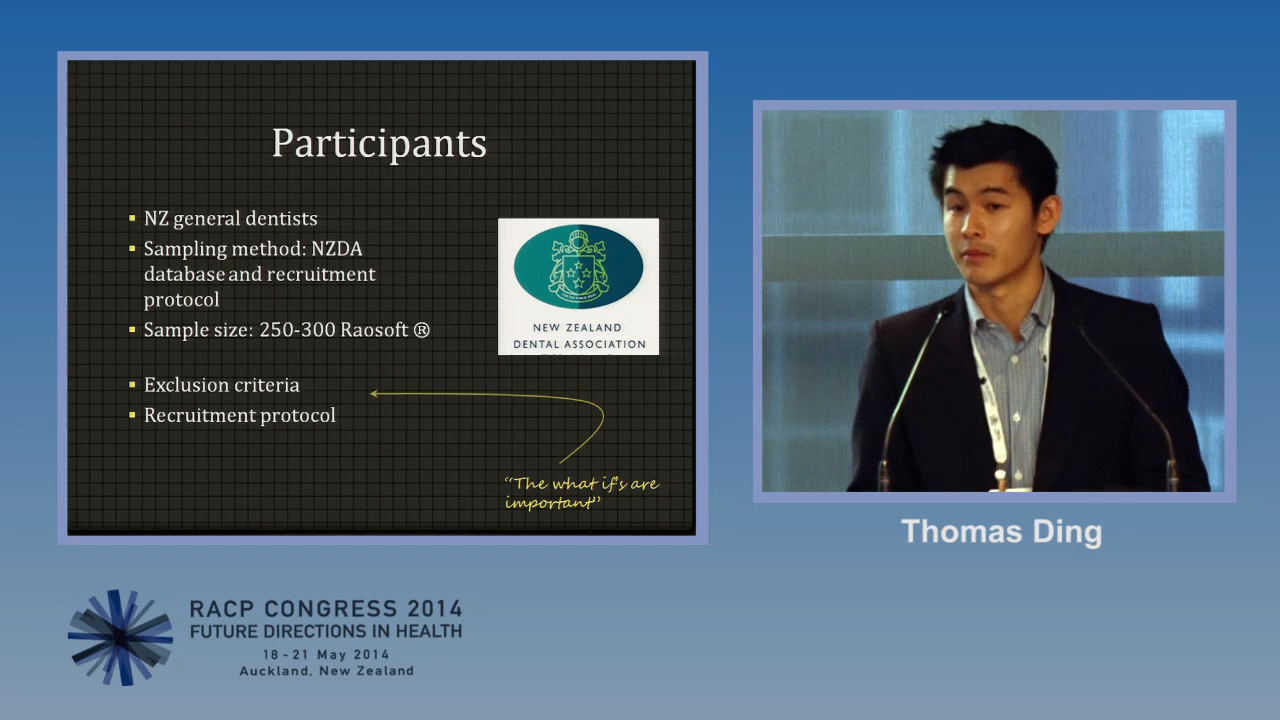 Participants
NZ general dentists
Sampling method: NZDA
database and recruitment
protocol
Sample size: 250-300 Raosoft ®
Exclusion criteria
Recruitment protocol
"The what if's are
important"
NEW ZEALAND
DENTAL ASSOCIATION
Thomas Ding
RACP CONGRESS 2014
FUTURE DIRECTIONS IN HEALTH
18 - 21 May 2014
Auckland, New Zealand